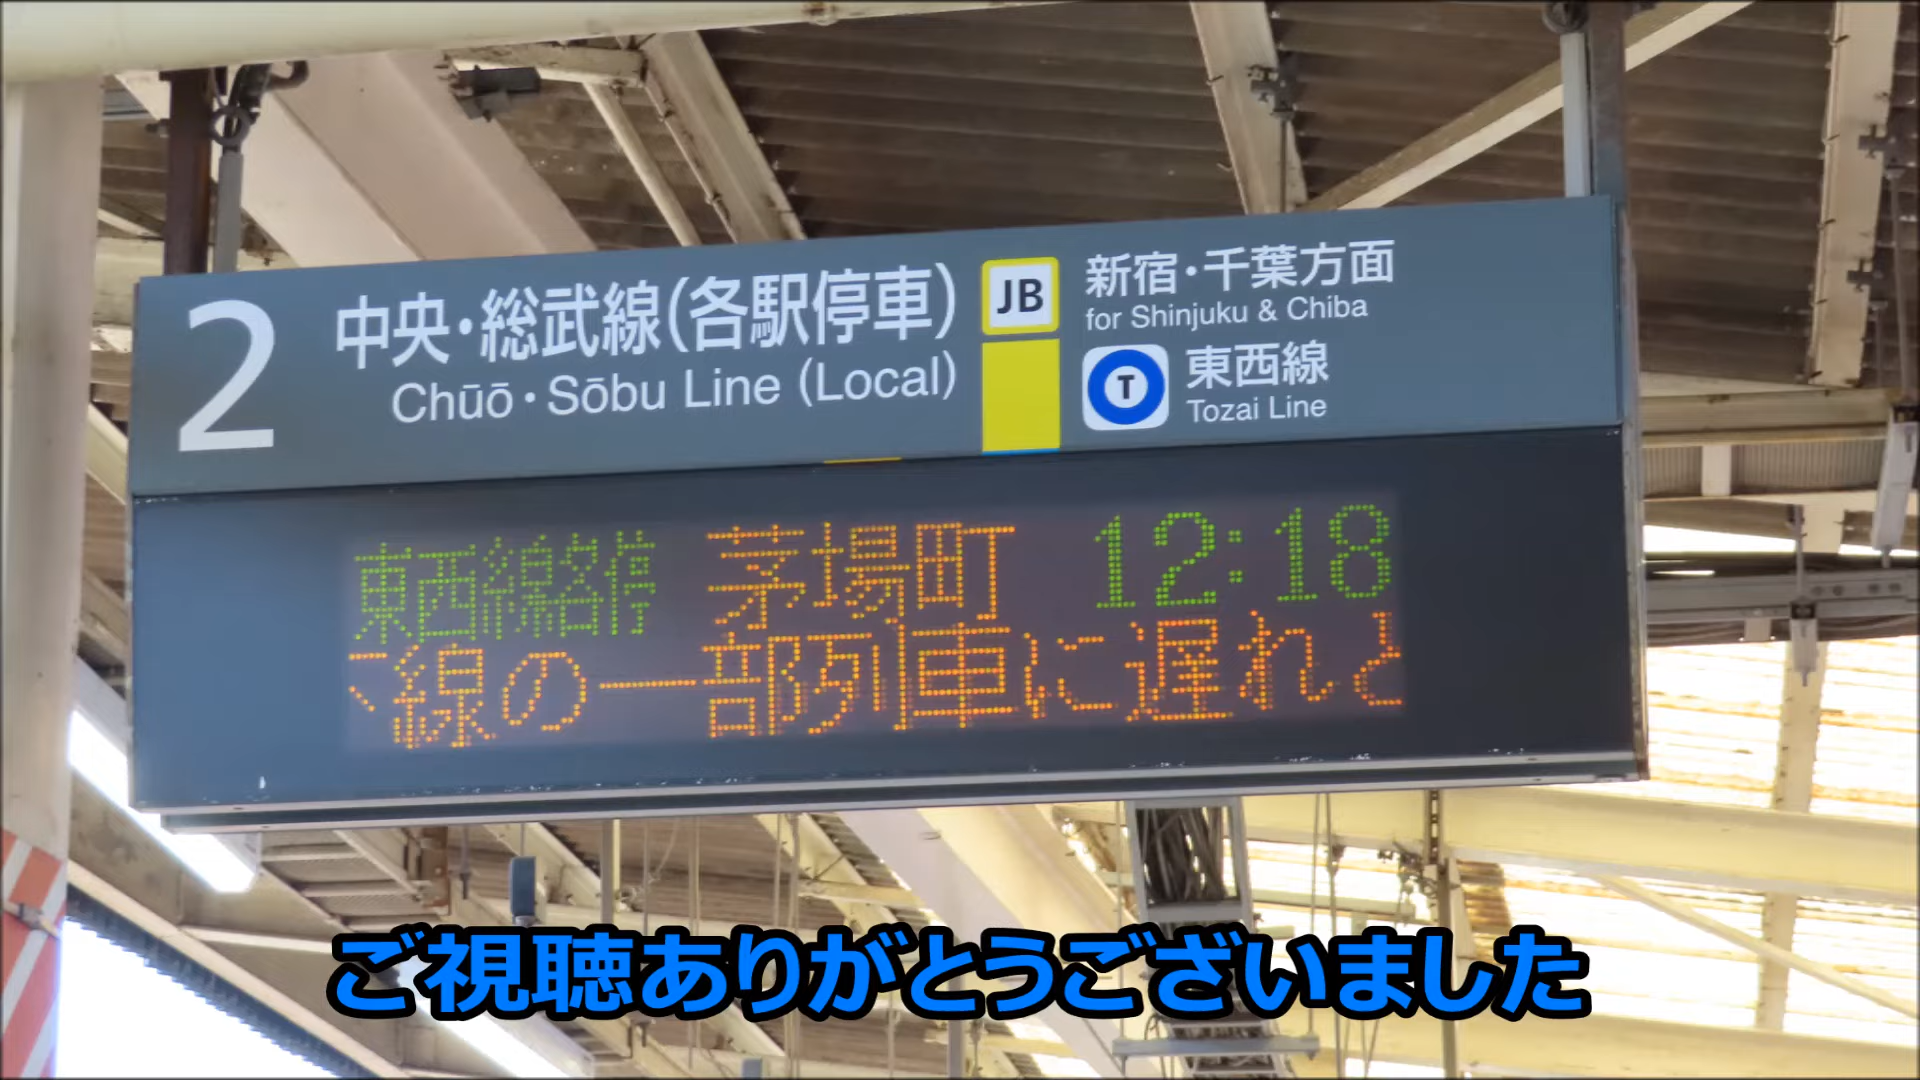 2
中央・総武線(各駅停車)
Chūō・Sōbu Line (Local)
JB
新宿・千葉方面
for Shinjuku & Chiba
T
東西線
Tozai Line
東西線各停 茅場町 12:18
線の一部列車に遅れと
ご視聴ありがとうございました